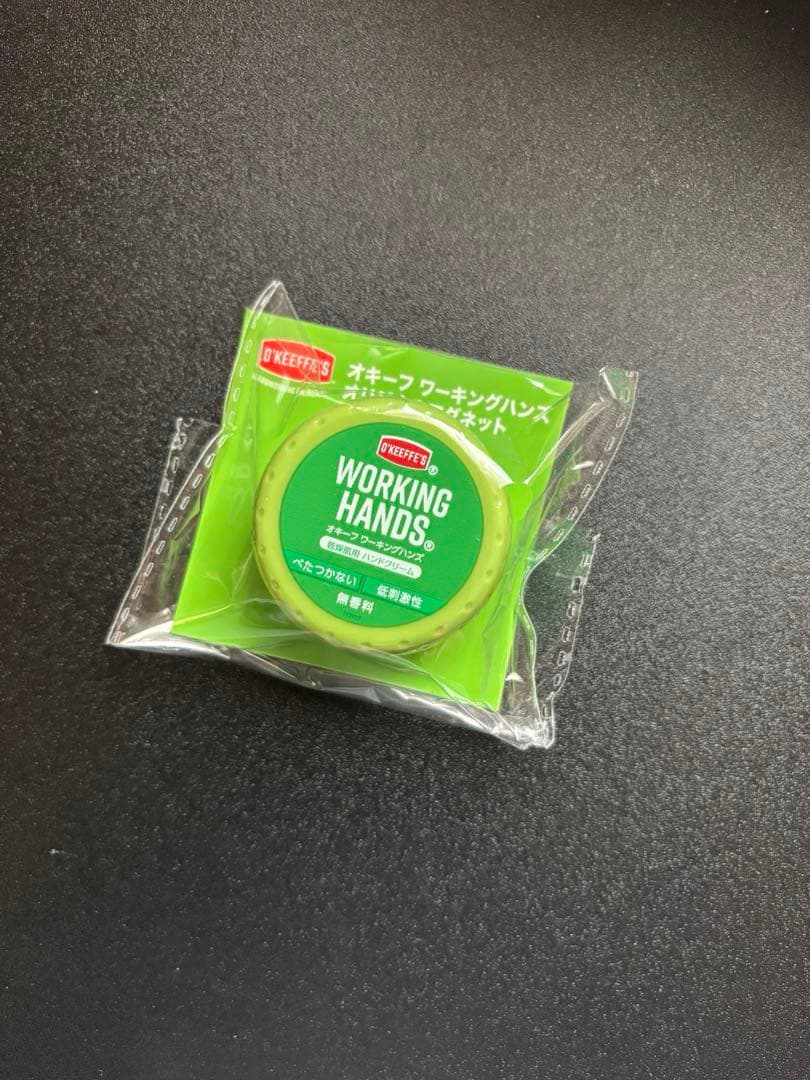 O'KEEFFE'S
オキーフ ワーキングハンズ
O'KEEFFE'S®
WORKING
HANDS®
オキーフ ワーキングハンズ
乾燥肌用 ハンドクリーム
べたつかない
低刺激性
無香料